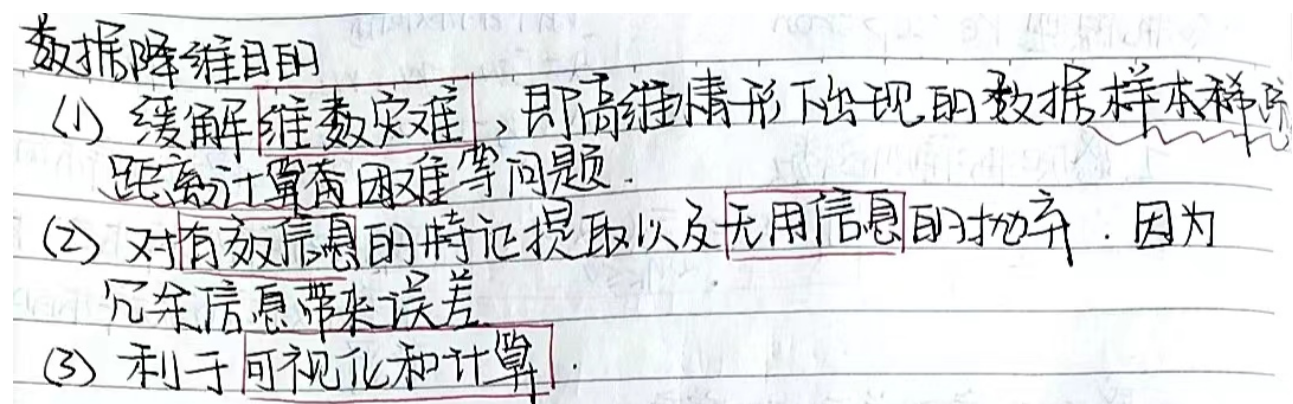 数据降维目的
(1) 缓解维数灾难，即高维情形下出现的数据样本稀疏
距离计算困难等问题.
(2) 对有效信息的特征提取以及无用信息的抛弃. 因为
冗余信息带来误差
(3) 利于可视化和计算.